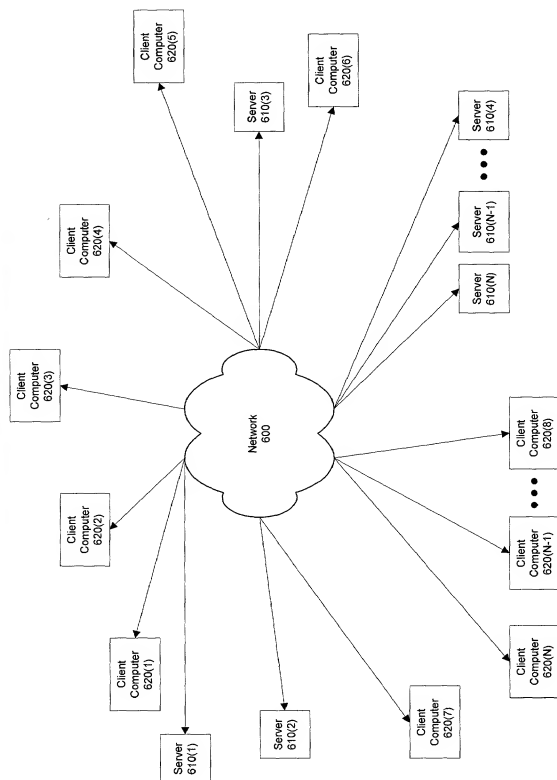 Client
Computer
620(5)
Server
610(3)
Client
Computer
620(6)
Server
610(4)
Client
Computer
620(4)
Server
610(N-1)
Server
610(N)
Client
Computer
620(3)
Network
600
Client
Computer
620(8)
Client
Computer
620(2)
Client
Computer
620(N-1)
Client
Computer
620(1)
Client
Computer
620(N)
Server
610(1)
Server
610(2)
Client
Computer
620(7)